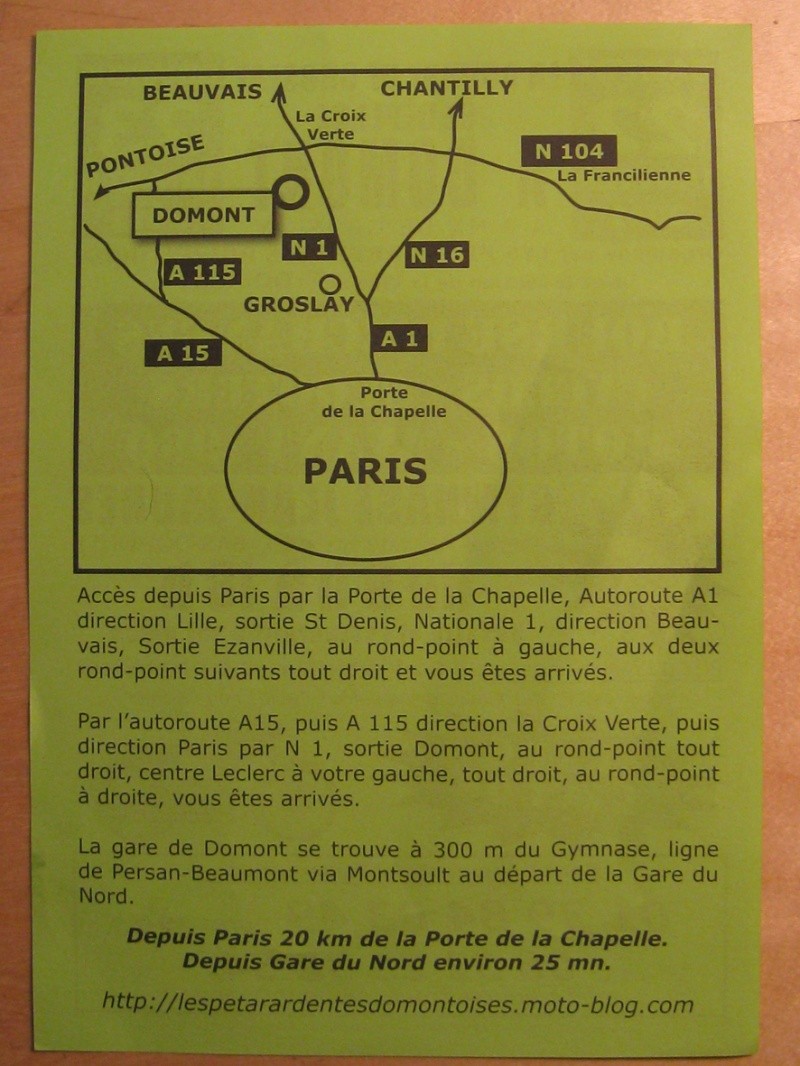 BEAUVAIS
CHANTILLY
La Croix
Verte
PONTOISE
N 104
La Francilienne
DOMONT
N 1
N 16
A 115
GROSLAY
A 1
A 15
Porte
de la Chapelle
PARIS
Accès depuis Paris par la Porte de la Chapelle, Autoroute A1
direction Lille, sortie St Denis, Nationale 1, direction Beau-
vais, Sortie Ezanville, au rond-point à gauche, aux deux
rond-point suivants tout droit et vous êtes arrivés.
Par l'autoroute A15, puis A 115 direction la Croix Verte, puis
direction Paris par N 1, sortie Domont, au rond-point tout
droit, centre Leclerc à votre gauche, tout droit, au rond-point
à droite, vous êtes arrivés.
La gare de Domont se trouve à 300 m du Gymnase, ligne
de Persan-Beaumont via Montsoult au départ de la Gare du
Nord.
Depuis Paris 20 km de la Porte de la Chapelle.
Depuis Gare du Nord environ 25 mn.
http://lespetarardentesdomontoises.moto-blog.com